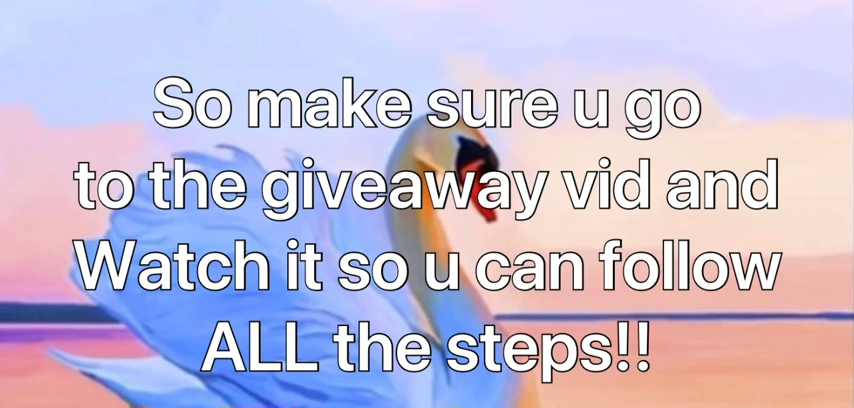 So make sure u go
to the giveaway vid and
Watch it so u can follow
ALL the steps!!